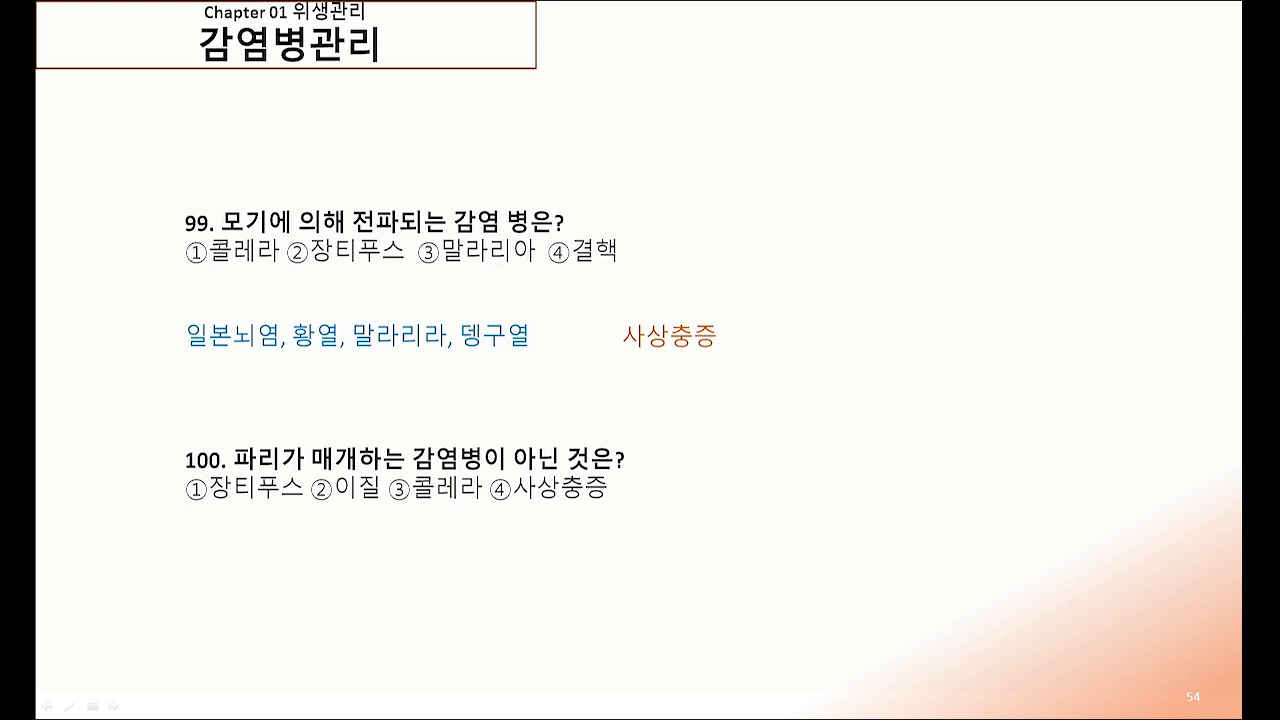 Chapter 01 위생관리
감염병관리
99. 모기에 의해 전파되는 감염 병은?
①콜레라 ②장티푸스 ③말라리아 ④결핵
일본뇌염, 황열, 말라리라, 뎅구열 사상충증
100. 파리가 매개하는 감염병이 아닌 것은?
①장티푸스 ②이질 ③콜레라 ④사상충증
54